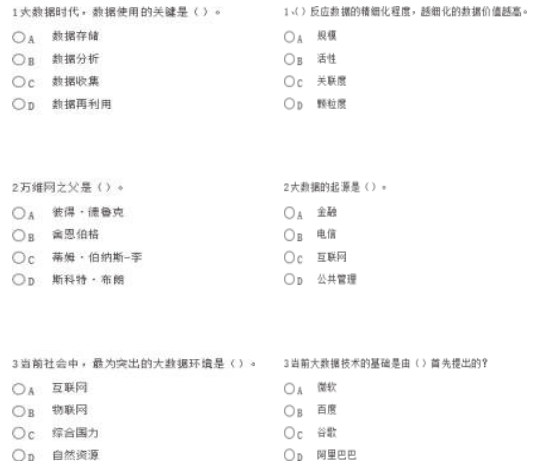 1大数据时代，数据使用的关键是（）。
A 数据存储
B 数据分析
C 数据收集
D 数据再利用
2万维网之父是（）。
A 彼得·德鲁克
B 舍恩伯格
C 蒂姆·伯纳斯-李
D 斯科特·布朗
3当前社会中，最为突出的大数据环境是（）。
A 互联网
B 物联网
C 综合国力
D 自然资源
1、（）反应数据的精细化程度，越细化的数据价值越高。
A 规模
B 活性
C 关联度
D 颗粒度
2大数据的起源是（）。
A 金融
B 电信
C 互联网
D 公共管理
3当前大数据技术的基础是由（）首先提出的？
A 微软
B 百度
C 谷歌
D 阿里巴巴